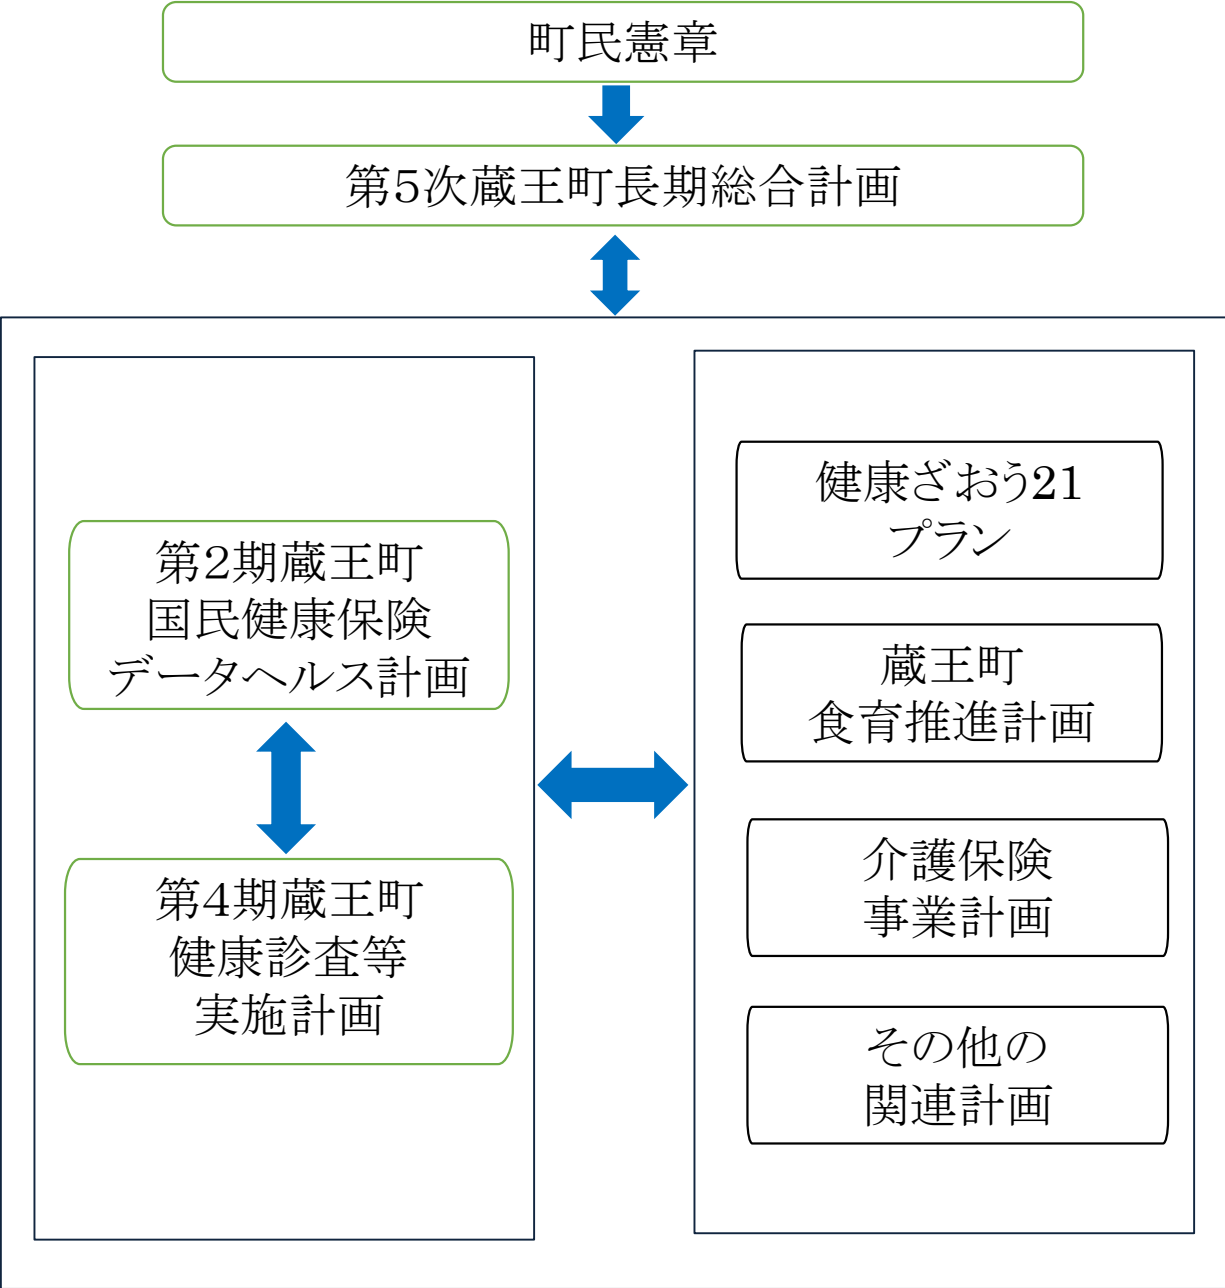 町民憲章
第5次蔵王町長期総合計画
第2期蔵王町
国民健康保険
データヘルス計画
第4期蔵王町
健康診査等
実施計画
健康ざおう21
プラン
蔵王町
食育推進計画
介護保険
事業計画
その他の
関連計画